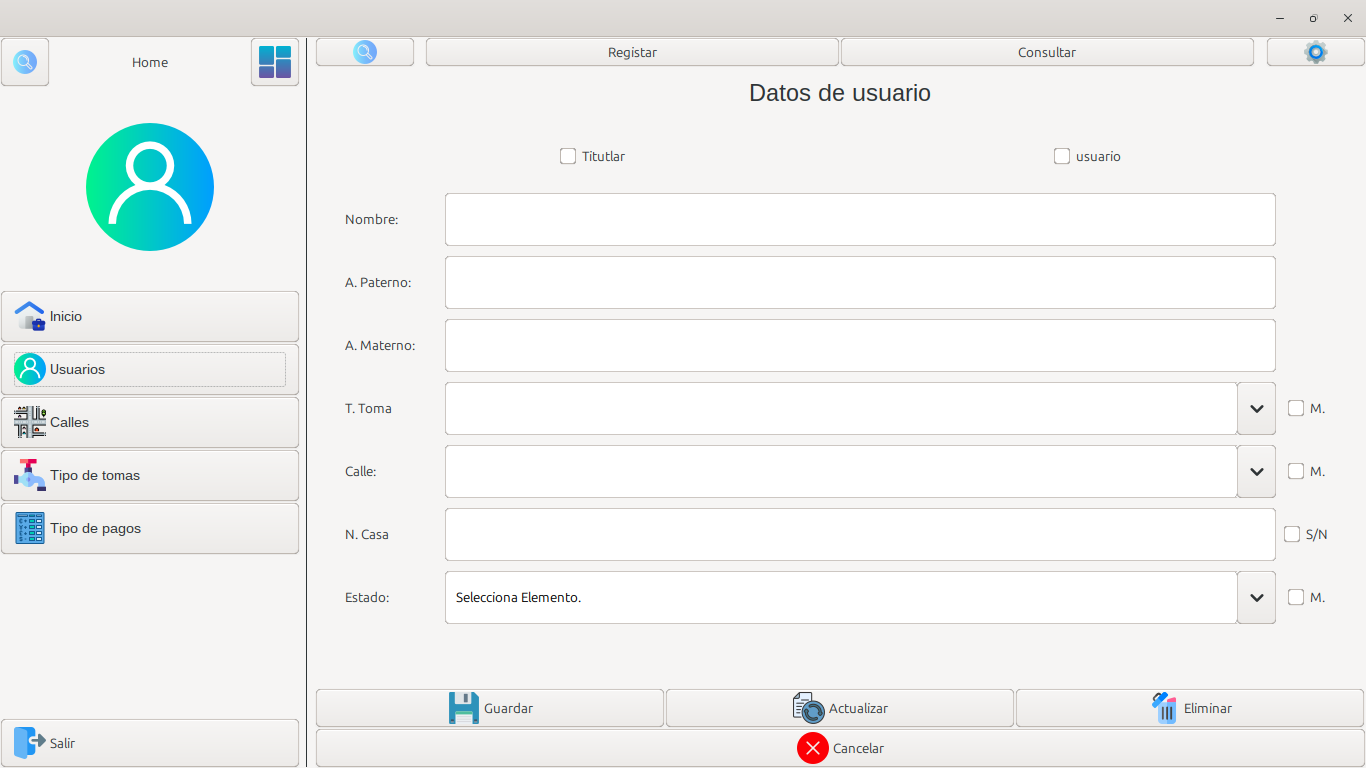 Home
Registar
Consultar
Datos de usuario
Titutlar
usuario
Nombre:
A. Paterno:
A. Materno:
T. Toma
M.
Calle:
M.
N. Casa
S/N
Estado:
Selecciona Elemento.
M.
Inicio
Usuarios
Calles
Tipo de tomas
Tipo de pagos
Salir
Guardar
Actualizar
Eliminar
Cancelar